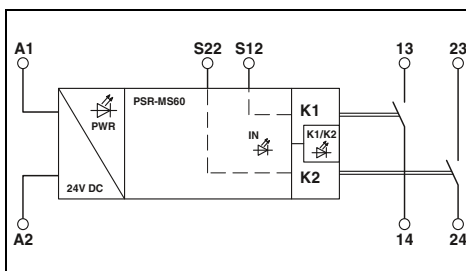 A1 S22 S12 13 23
PSR-MS60
K1
PWR IN K1/K2
K2
24V DC
A2 14 24